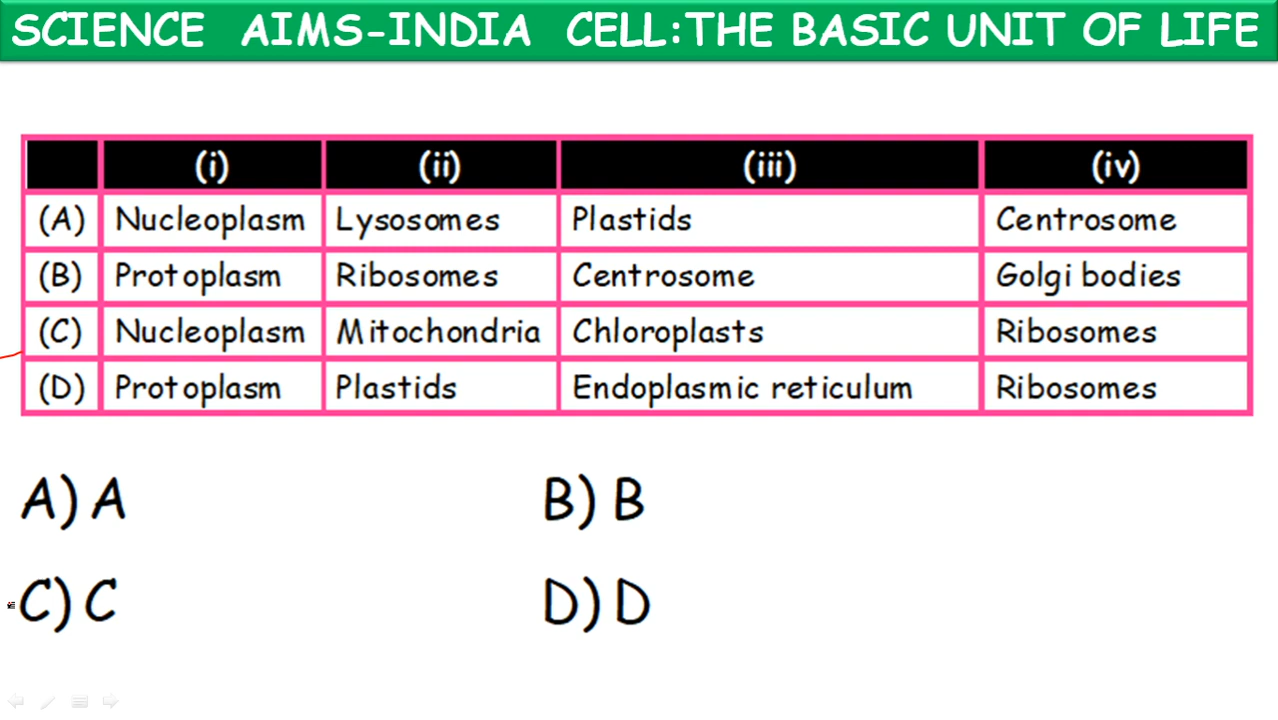 SCIENCE AIMS-INDIA CELL:THE BASIC UNIT OF LIFE
(i) (ii) (iii) (iv)
(A) Nucleoplasm Lysosomes Plastids Centrosome
(B) Protoplasm Ribosomes Centrosome Golgi bodies
(C) Nucleoplasm Mitochondria Chloroplasts Ribosomes
(D) Protoplasm Plastids Endoplasmic reticulum Ribosomes
A) A B) B
C) C D) D